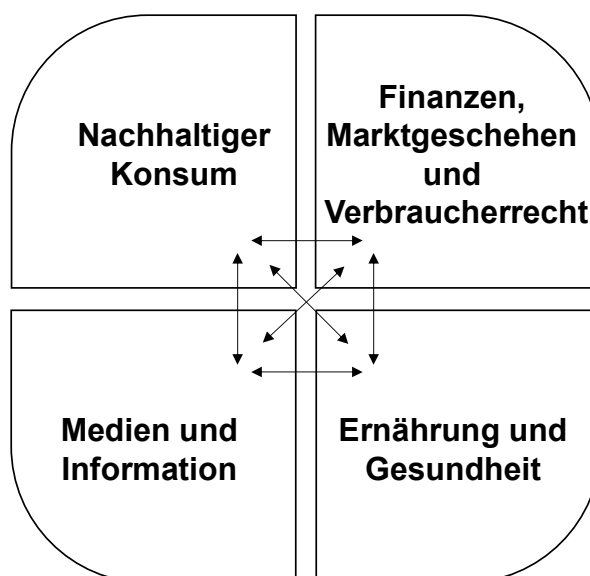 Nachhaltiger
Konsum
Finanzen,
Marktgeschehen
und
Verbraucherrecht
Medien und
Information
Ernährung und
Gesundheit